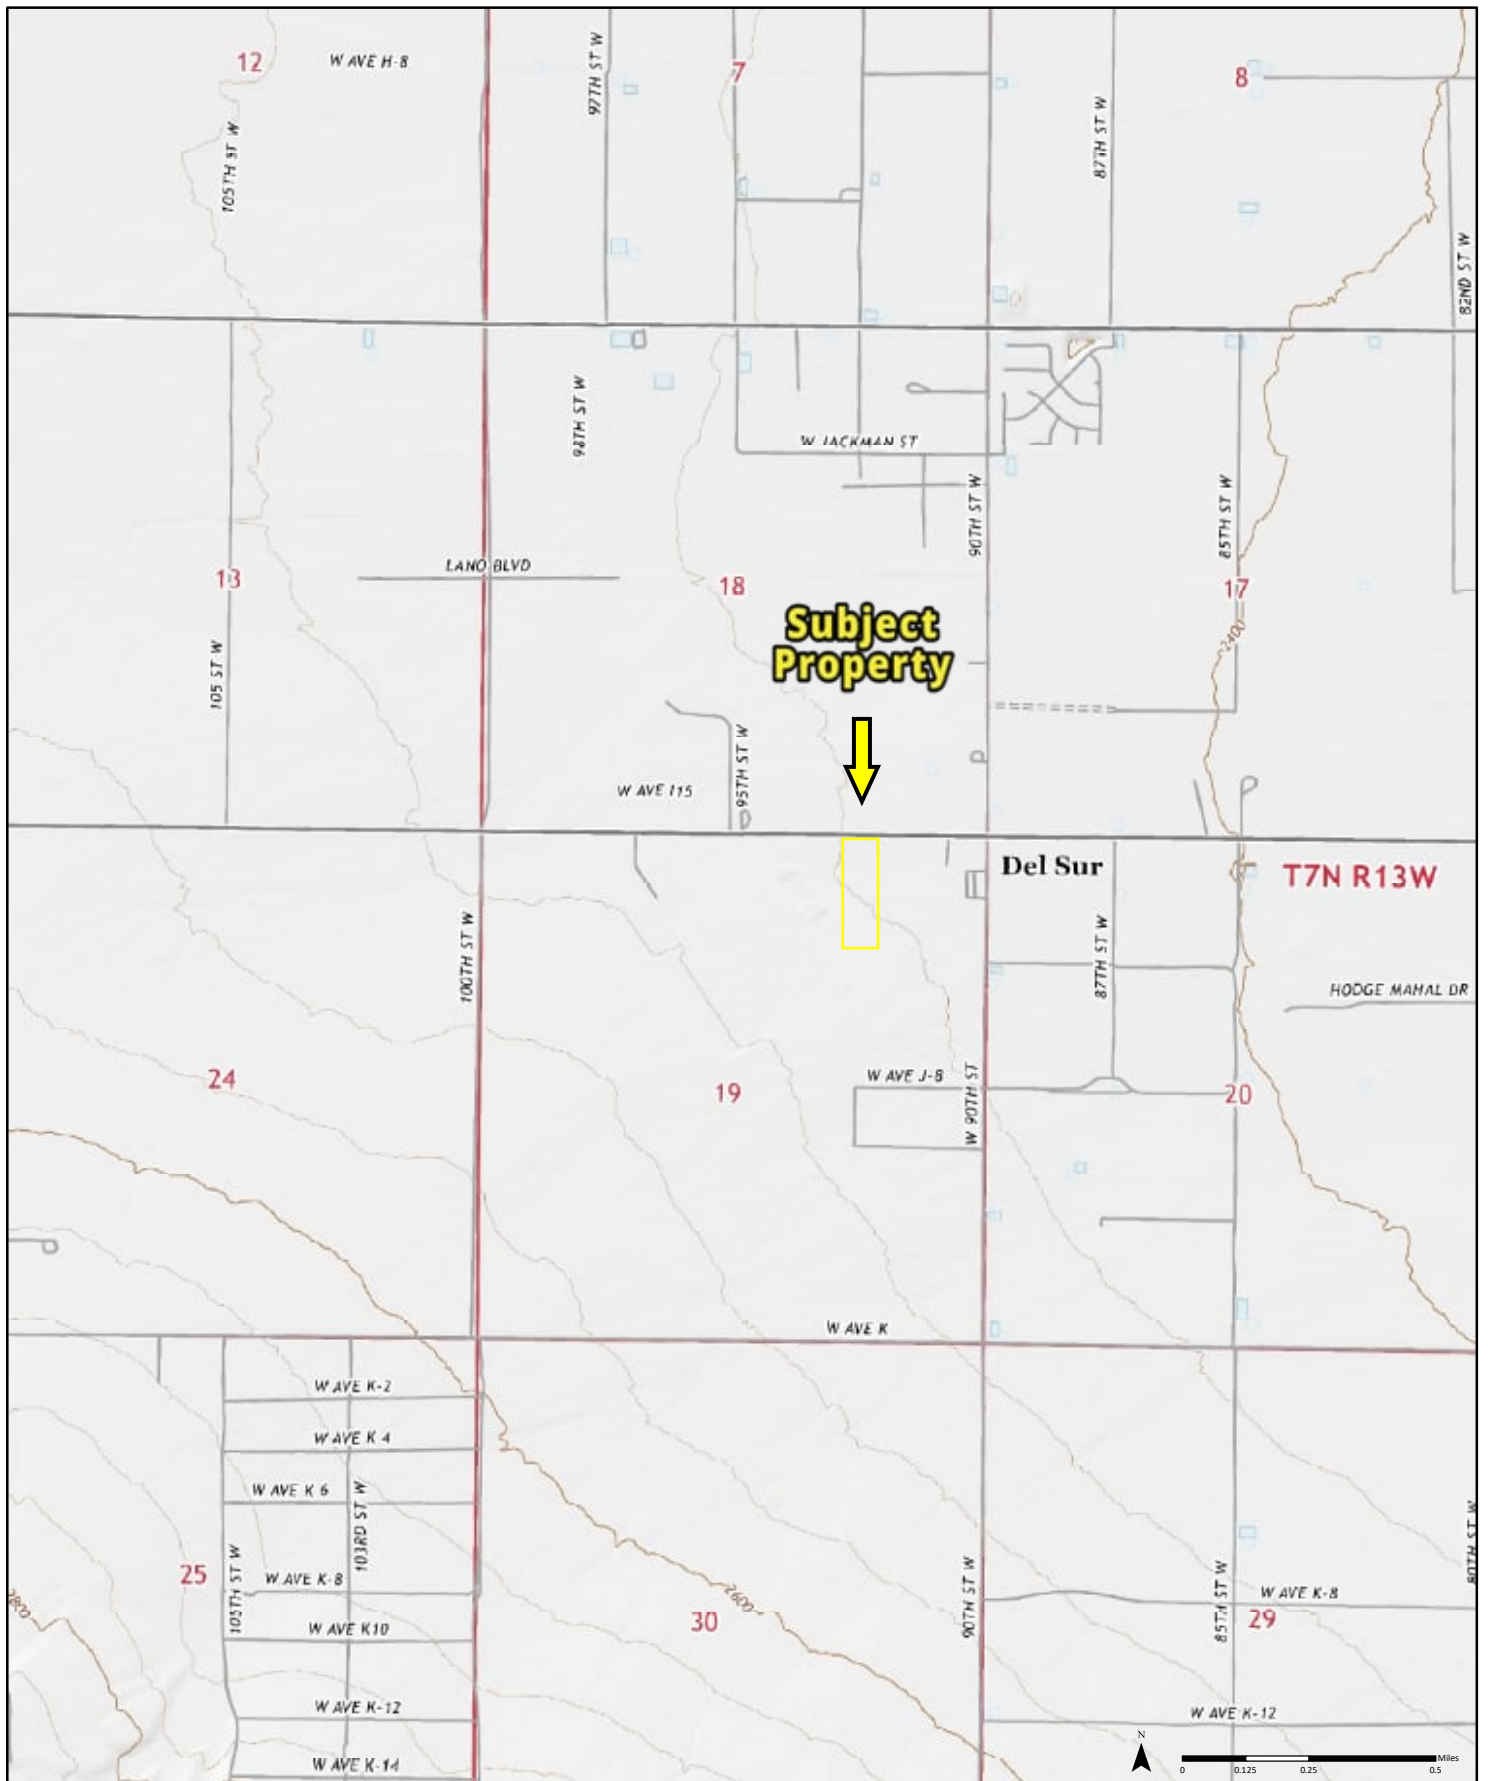 12
W AVE H-8
97TH ST W
7
8
105TH ST W
87TH ST W
82ND ST W
98TH ST W
W JACKMAN ST
90TH ST W
85TH ST W
LANO BLVD
13
18
17
Subject
Property
2400
105 ST W
95TH ST W
W AVE I15
Del Sur
T7N R13W
100TH ST W
87TH ST W
HODGE MAHAL DR
24
19
W AVE J-8
W 90TH ST
20
W AVE K
W AVE K-2
W AVE K 4
W AVE K 6
103RD ST W
80TH ST W
25
105TH ST W
W AVE K-8
2800
2600
30
90TH ST W
85TH ST W
W AVE K-8
29
W AVE K10
W AVE K-12
W AVE K-12
W AVE K-14
N
Miles
0 0.125 0.25 0.5